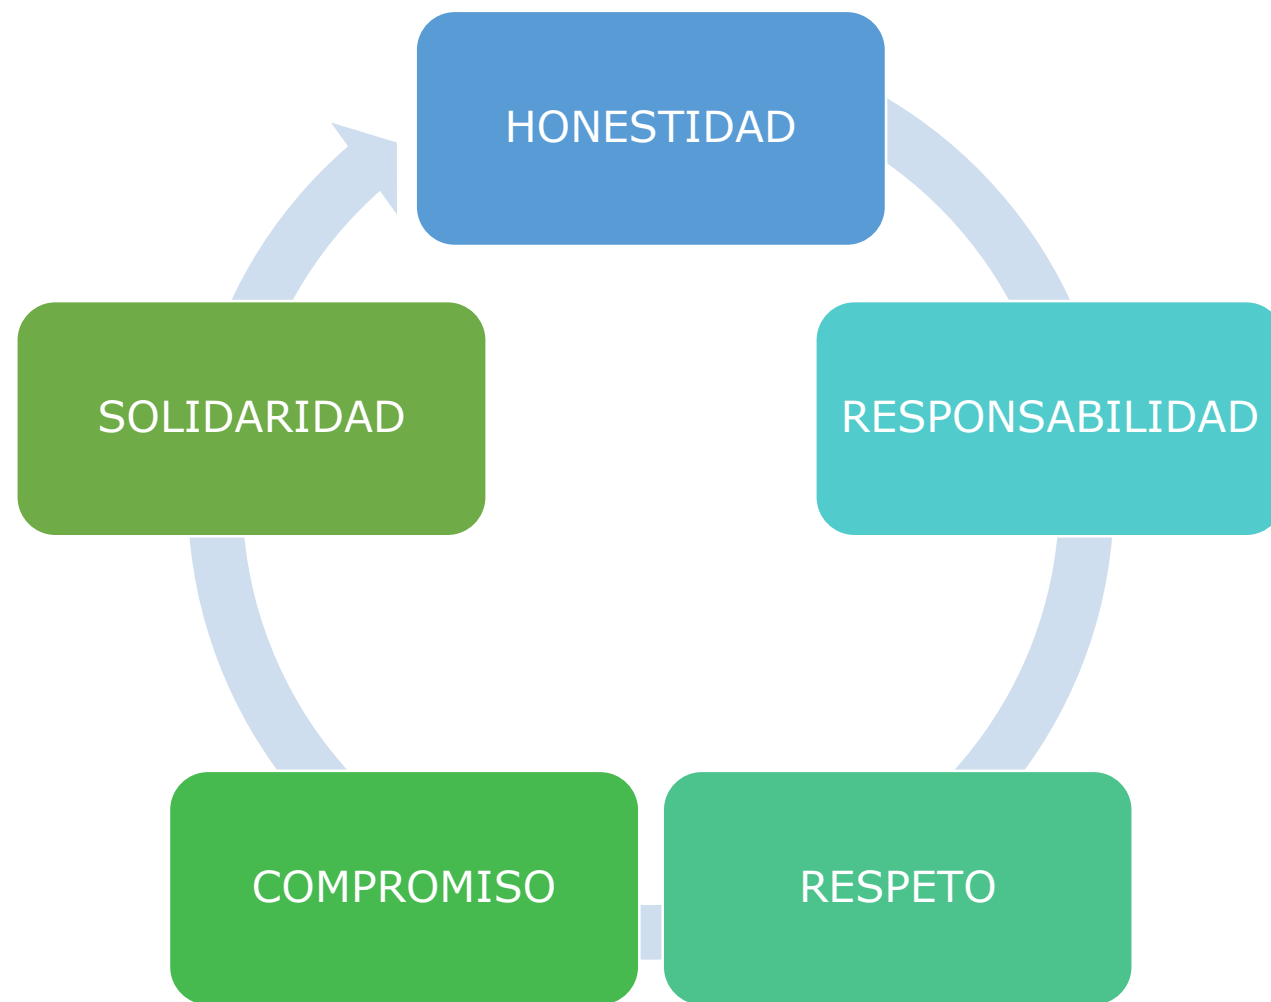 HONESTIDAD
RESPONSABILIDAD
RESPETO
COMPROMISO
SOLIDARIDAD